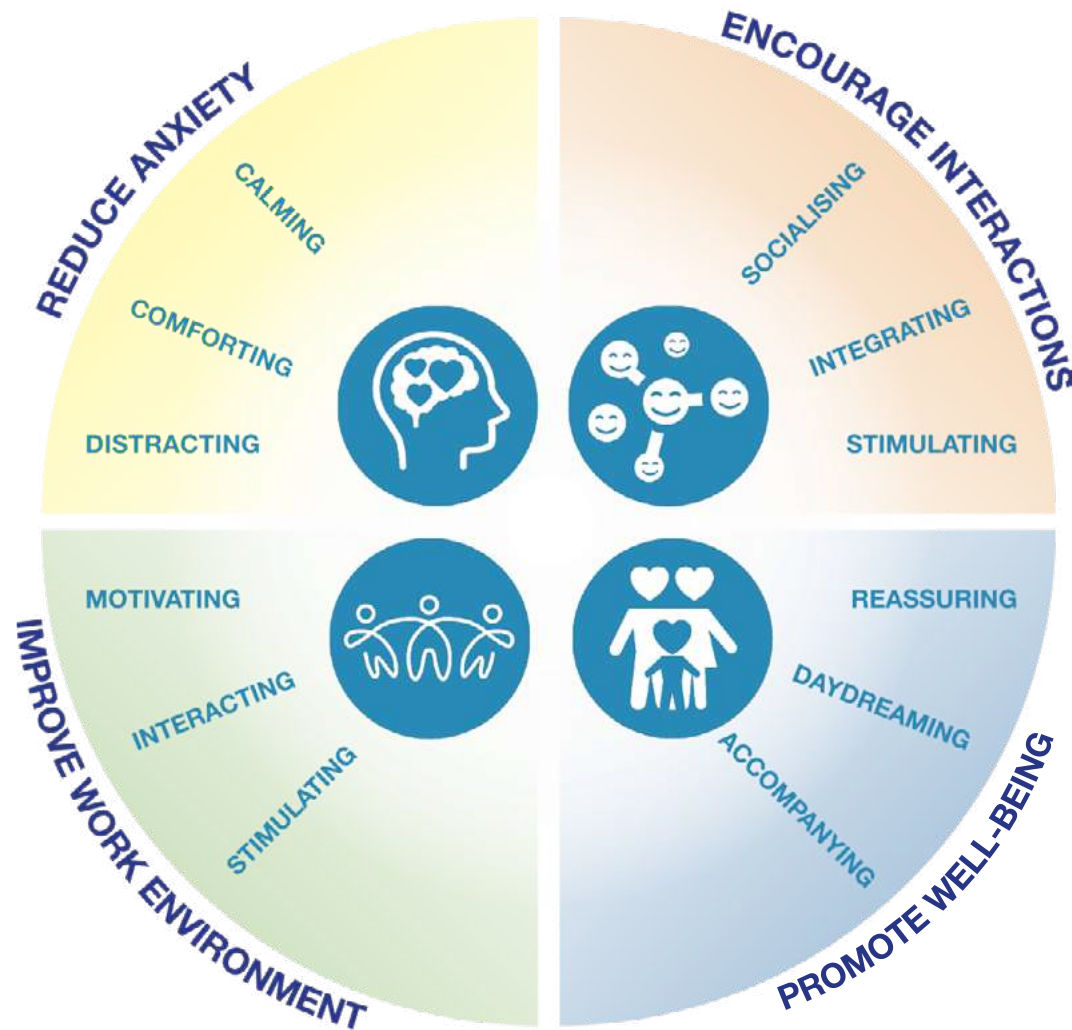 REDUCE ANXIETY
CALMING
COMFORTING
DISTRACTING
ENCOURAGE INTERACTIONS
SOCIALISING
INTEGRATING
STIMULATING
IMPROVE WORK ENVIRONMENT
MOTIVATING
INTERACTING
STIMULATING
PROMOTE WELL-BEING
REASSURING
DAYDREAMING
ACCOMPANYING